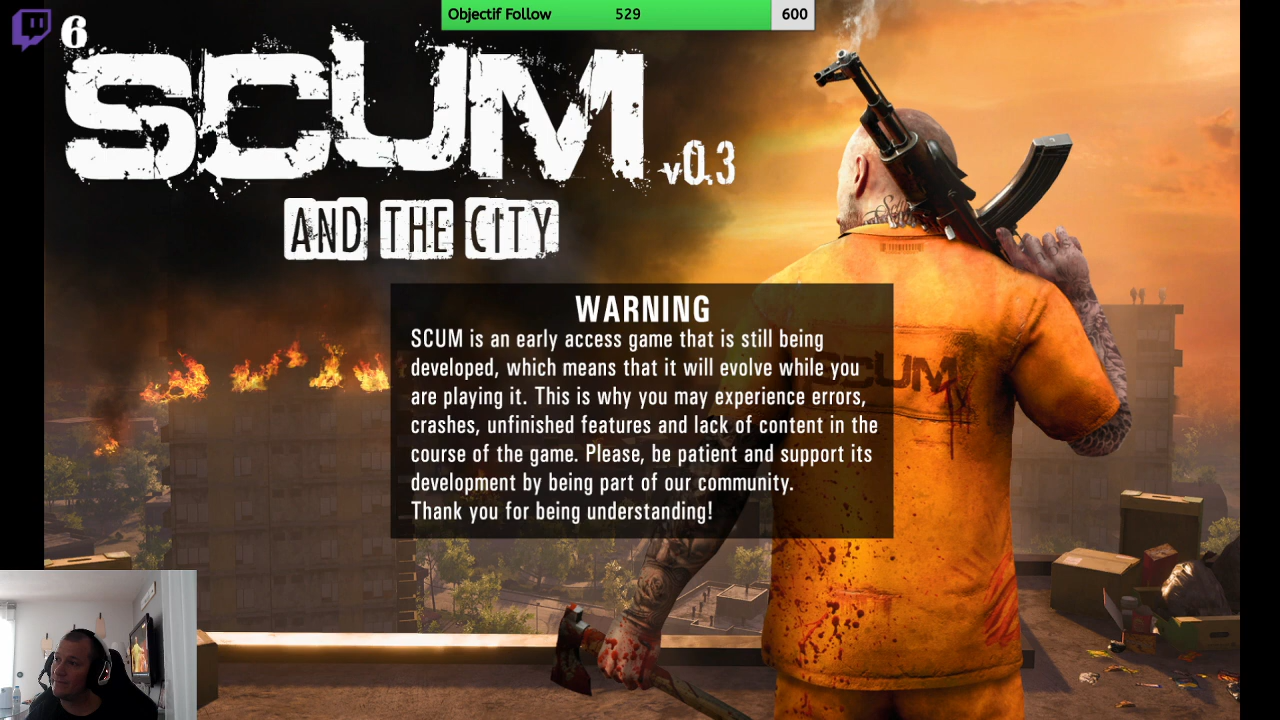 Objectif Follow 529 600
6
SCUM v0.3
AND THE CITY
WARNING
SCUM is an early access game that is still being
developed, which means that it will evolve while you
are playing it. This is why you may experience errors,
crashes, unfinished features and lack of content in the
course of the game. Please, be patient and support its
development by being part of our community.
Thank you for being understanding!
SCUM